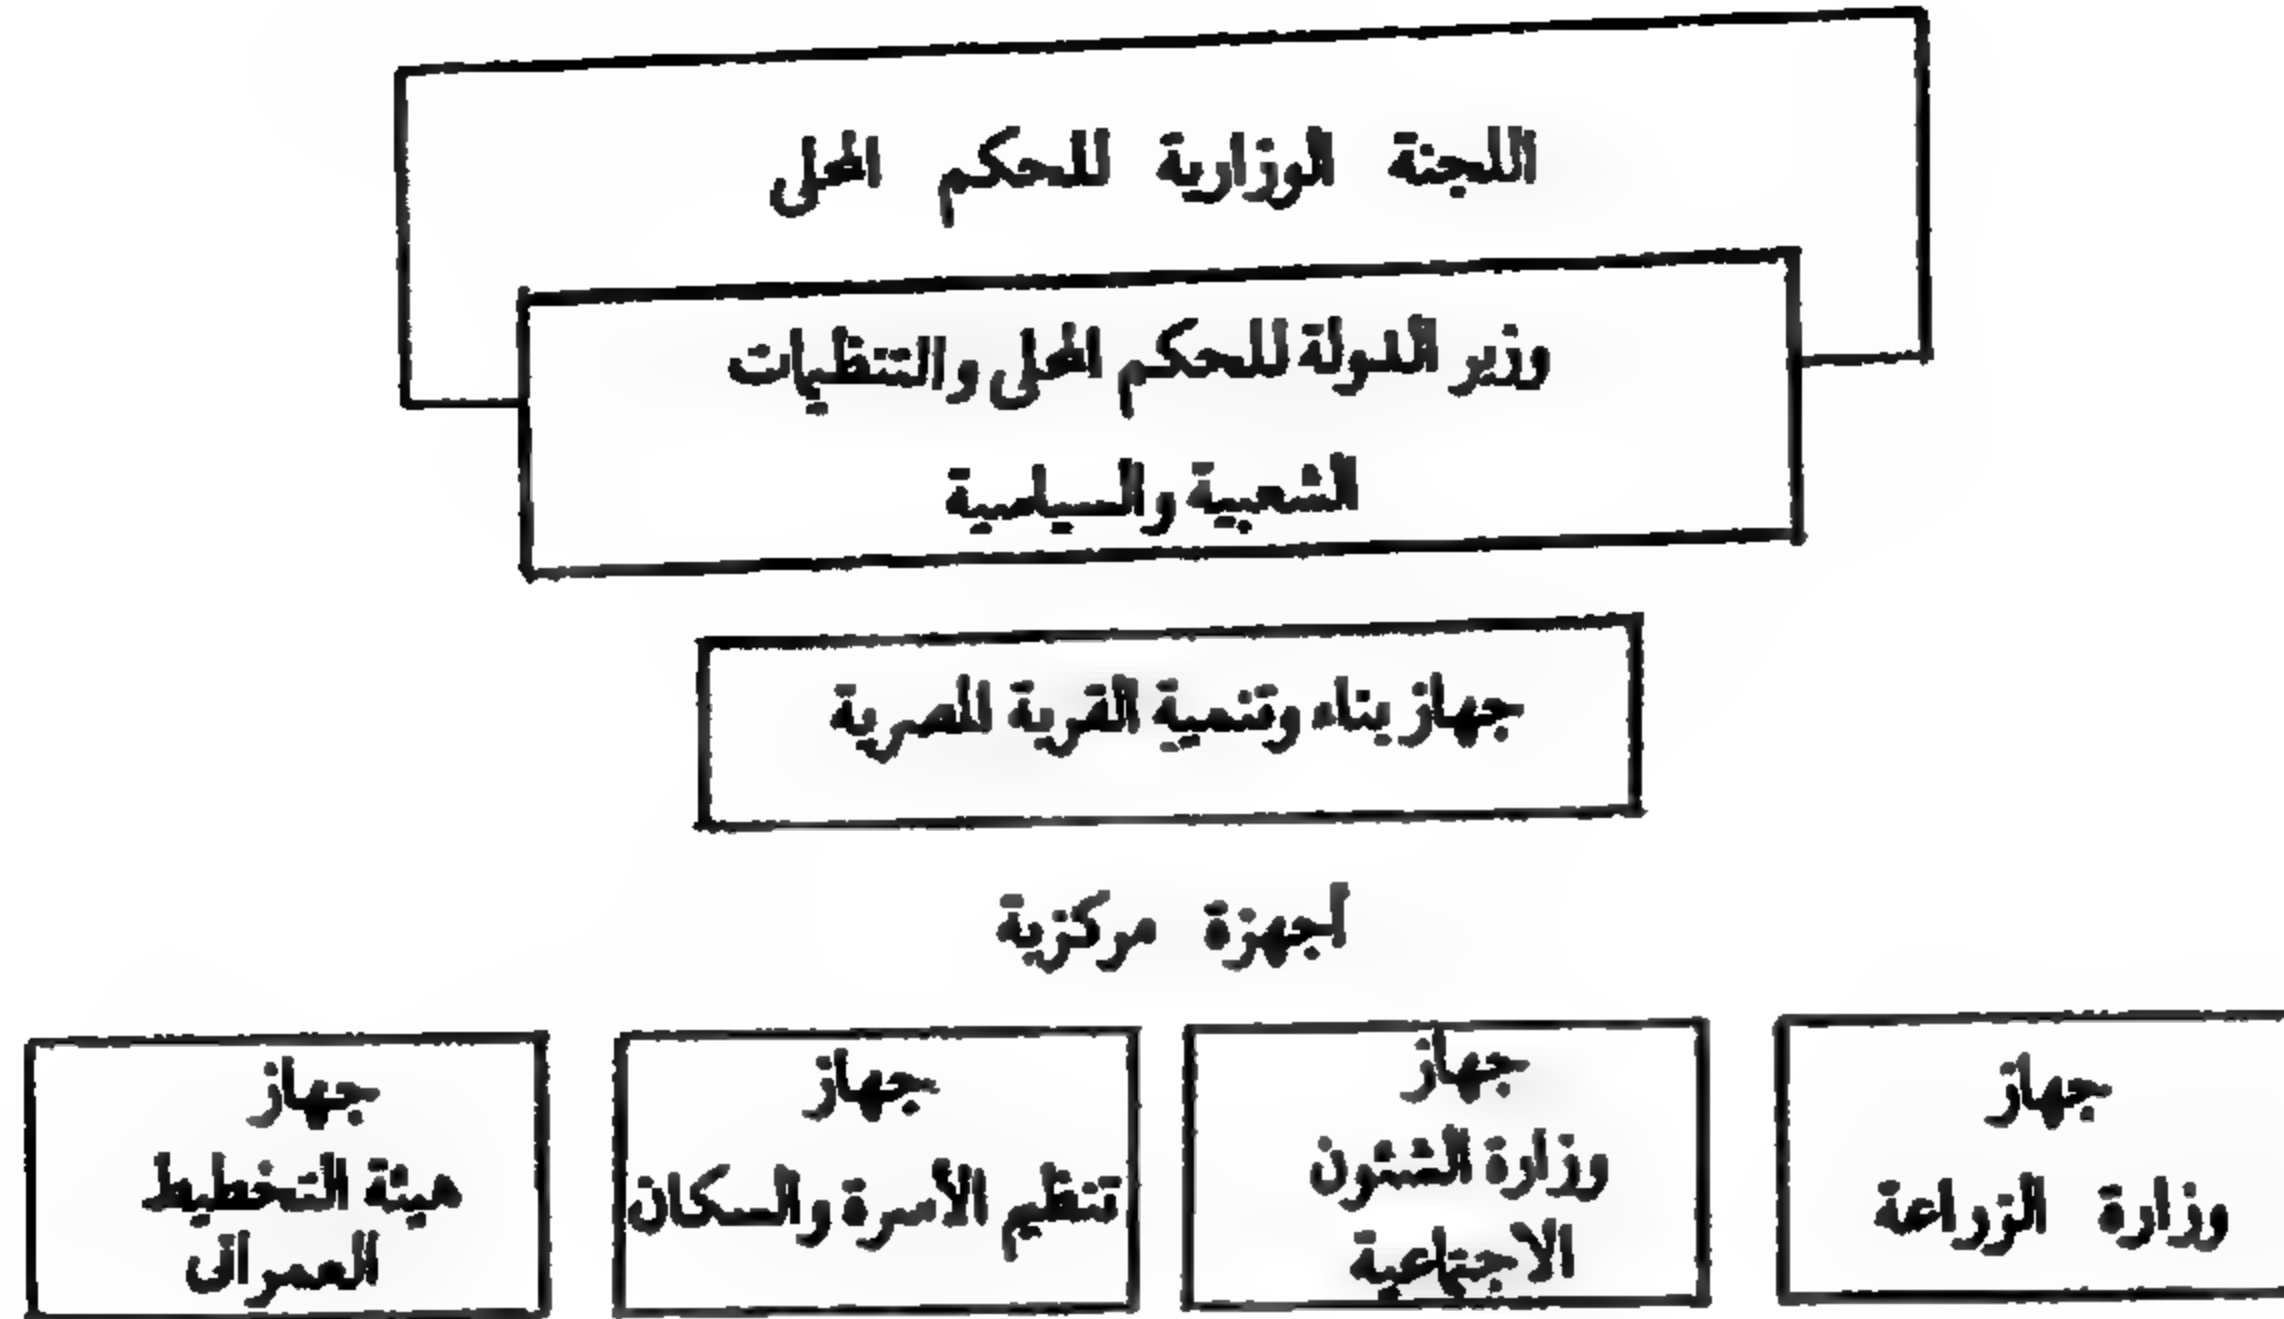 اللجنة الوزارية للحكم المحلى
وزير الدولة للحكم المحلى والتنظيمات
الشعبية والسياسية
جهاز بناء وتنمية القرية المصرية
أجهزة مركزية
جهاز
وزارة الزراعة
جهاز
وزارة الشئون
الاجتماعية
جهاز
تنظيم الأسرة والسكان
جهاز
هيئة التخطيط
العمرانى